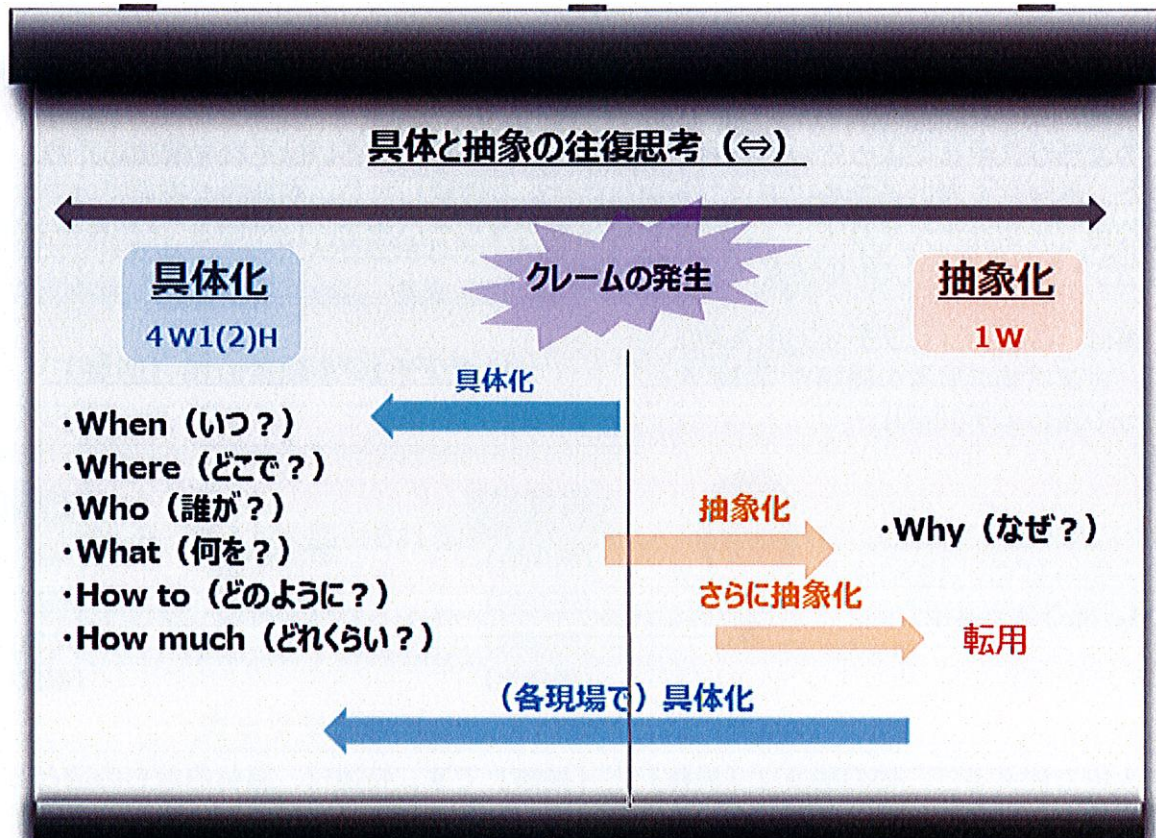 具体と抽象の往復思考（⇔）
クレームの発生
具体化
4W1(2)H
抽象化
1W
具体化
・When（いつ？）
・Where（どこで？）
・Who（誰が？）
・What（何を？）
・How to（どのように？）
・How much（どれくらい？）
抽象化
・Why（なぜ？）
さらに抽象化
転用
（各現場で）具体化